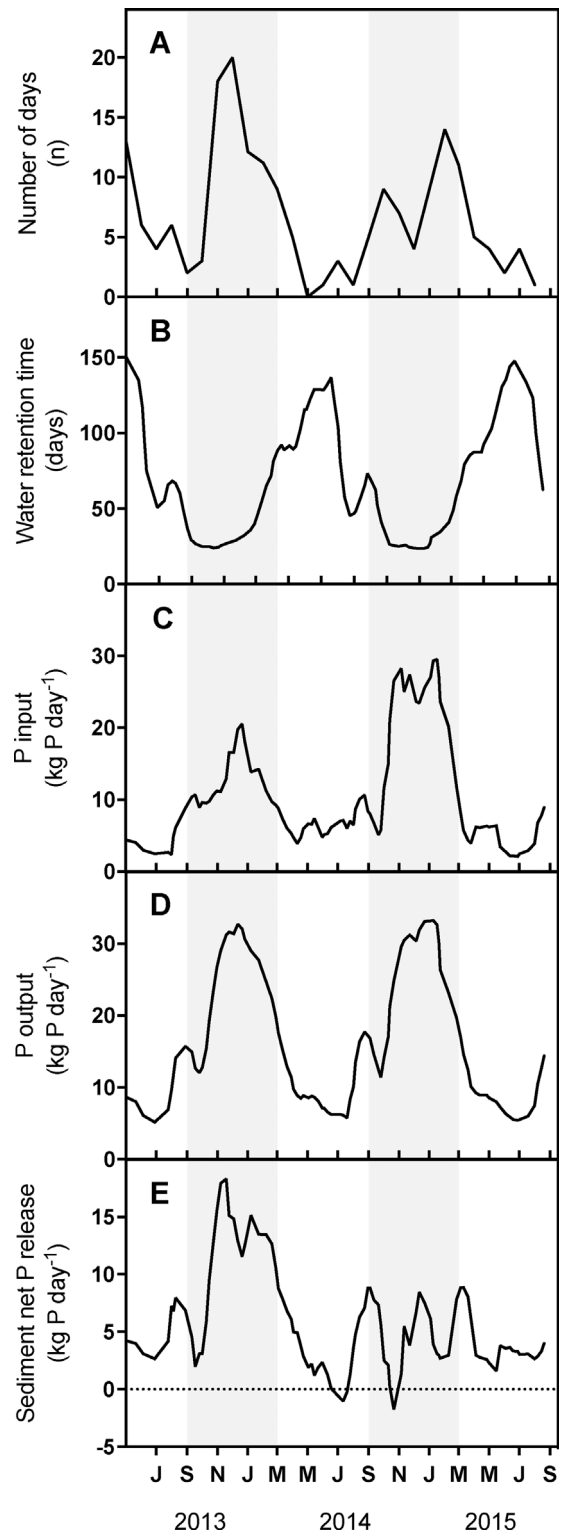 A
Number of days
(n)
20
15
10
5
0
B
Water retention time
(days)
150
100
50
0
C
P input
(kg P day-1)
30
20
10
0
D
P output
(kg P day-1)
30
20
10
0
E
Sediment net P release
(kg P day-1)
15
10
5
0
-5
J S N J M M J S N J M M J S
2013 2014 2015